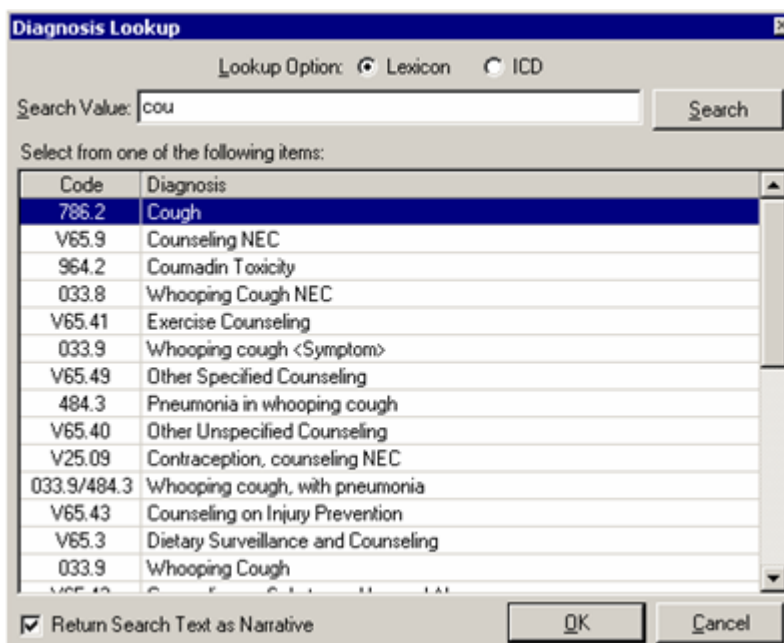 Diagnosis Lookup
Lookup Option: Lexicon ICD
Search Value: cou Search
Select from one of the following items:
Code Diagnosis
786.2 Cough
V65.9 Counseling NEC
964.2 Coumadin Toxicity
033.8 Whooping Cough NEC
V65.41 Exercise Counseling
033.9 Whooping cough <Symptom>
V65.49 Other Specified Counseling
484.3 Pneumonia in whooping cough
V65.40 Other Unspecified Counseling
V25.09 Contraception, counseling NEC
033.9/484.3 Whooping cough, with pneumonia
V65.43 Counseling on Injury Prevention
V65.3 Dietary Surveillance and Counseling
033.9 Whooping Cough
Return Search Text as Narrative OK Cancel